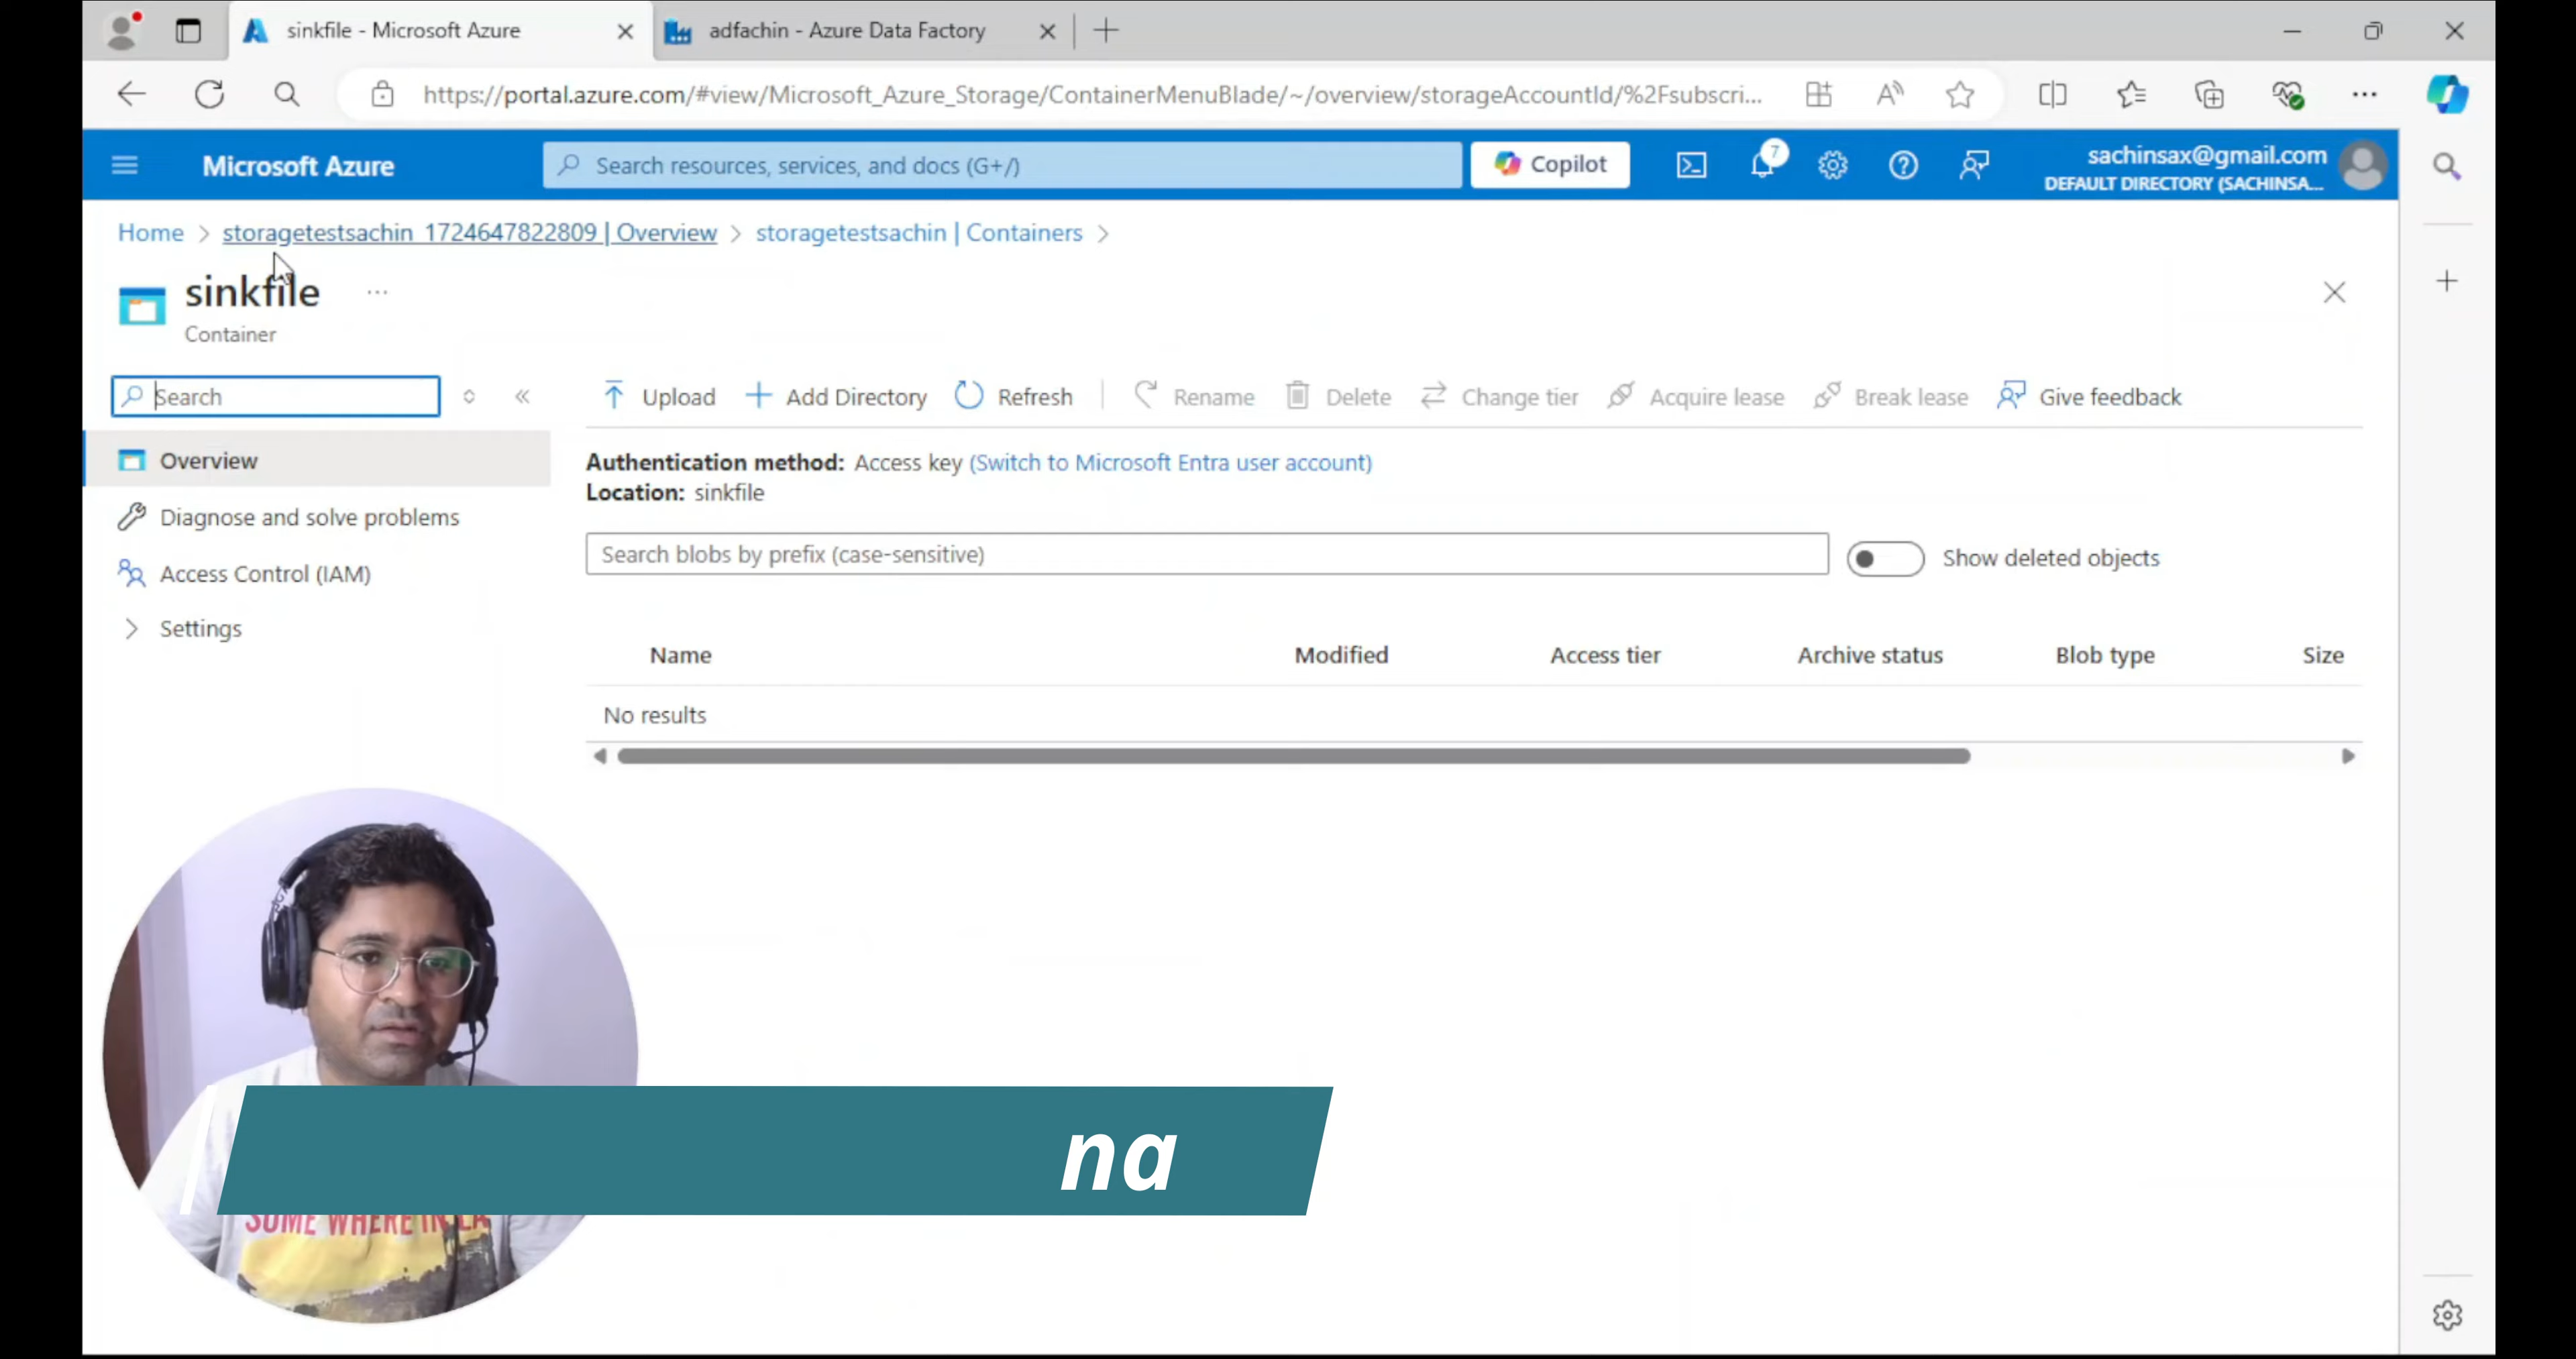 sinkfile - Microsoft Azure
adfachin - Azure Data Factory
https://portal.azure.com/#view/Microsoft_Azure_Storage/ContainerMenuBlade/~/overview/storageAccountId/%2Fsubscri...
Microsoft Azure
Search resources, services, and docs (G+/)
Copilot
7
sachinsax@gmail.com
DEFAULT DIRECTORY (SACHINSA...
Home > storagetestsachin_1724647822809 | Overview > storagetestsachin | Containers >
sinkfile ...
Container
Search
Upload
Add Directory
Refresh
Rename
Delete
Change tier
Acquire lease
Break lease
Give feedback
Overview
Diagnose and solve problems
Access Control (IAM)
Settings
Authentication method: Access key (Switch to Microsoft Entra user account)
Location: sinkfile
Search blobs by prefix (case-sensitive)
Show deleted objects
Name Modified Access tier Archive status Blob type Size
No results
na
SOME WHERE IN LA